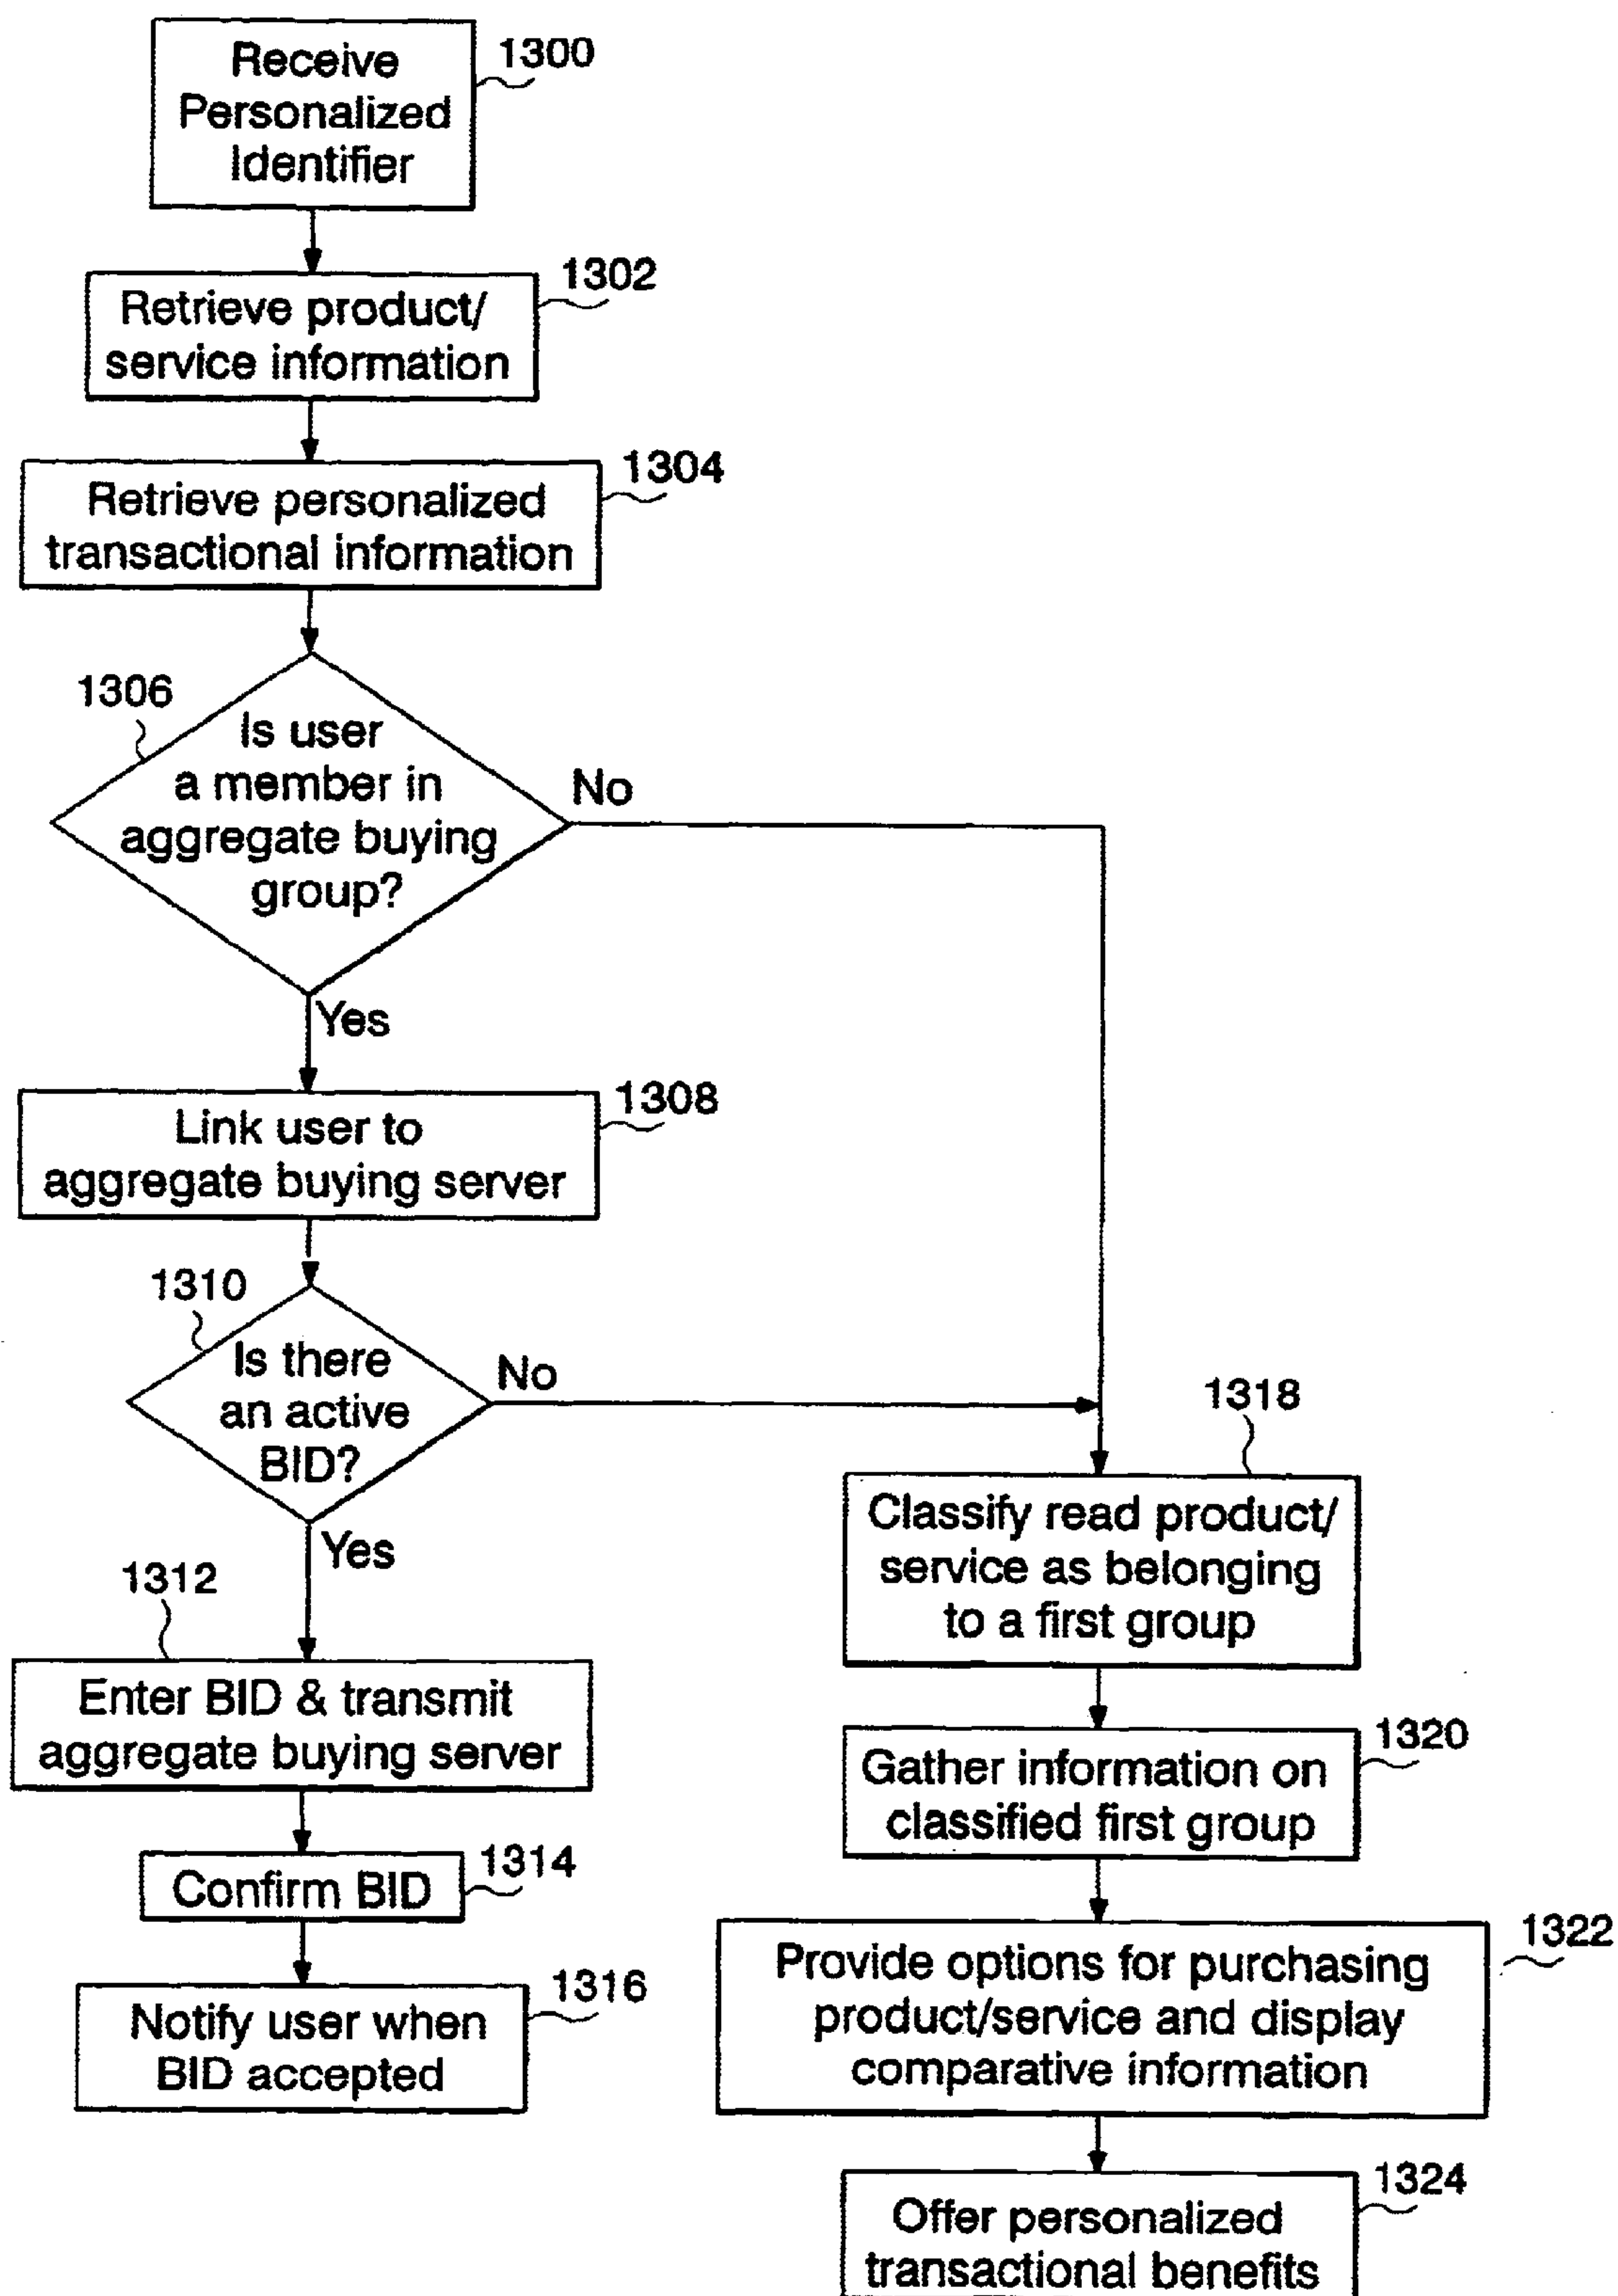 Receive
Personalized
Identifier
1300
Retrieve product/
service information
1302
Retrieve personalized
transactional information
1304
1306
Is user
a member in
aggregate buying
group?
No
Yes
Link user to
aggregate buying server
1308
1310
Is there
an active
BID?
No
Yes
1312
Enter BID & transmit
aggregate buying server
Confirm BID
1314
Notify user when
BID accepted
1316
1318
Classify read product/
service as belonging
to a first group
Gather information on
classified first group
1320
Provide options for purchasing
product/service and display
comparative information
1322
Offer personalized
transactional benefits
1324